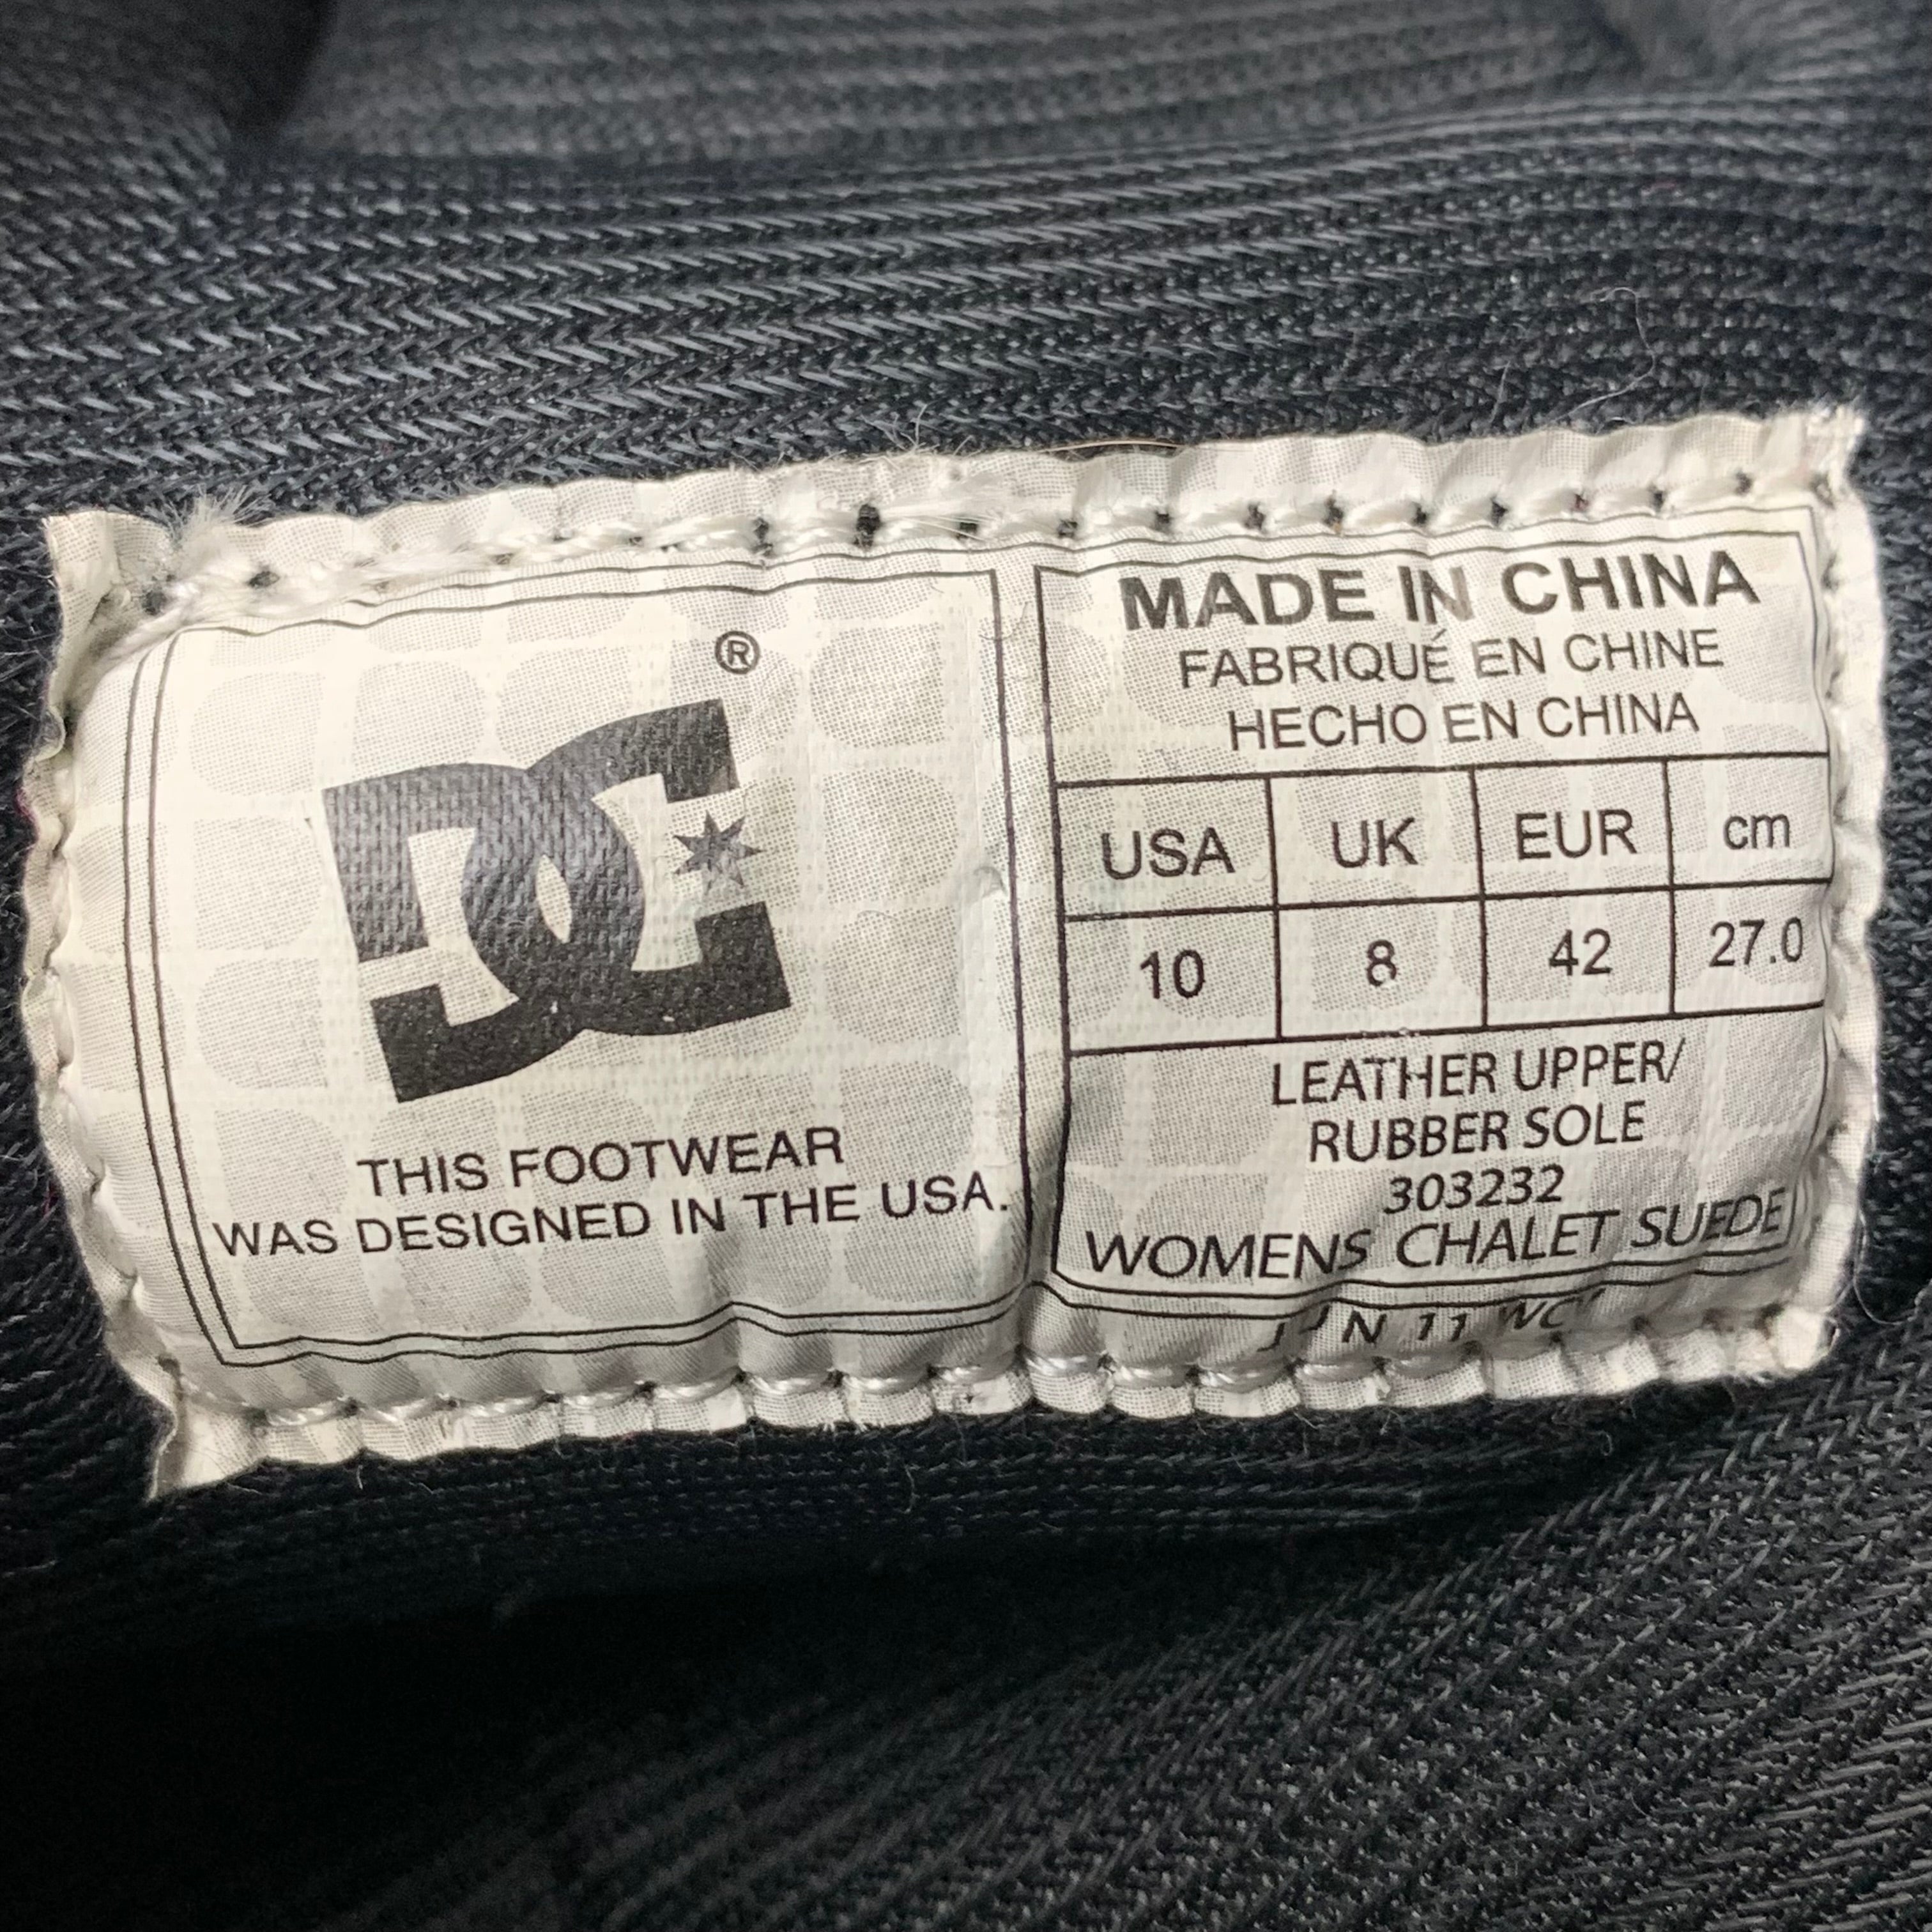 DC®
THIS FOOTWEAR
WAS DESIGNED IN THE USA.
MADE IN CHINA
FABRIQUÉ EN CHINE
HECHO EN CHINA
USA UK EUR cm
10 8 42 27.0
LEATHER UPPER/
RUBBER SOLE
303232
WOMENS CHALET SUEDE
11